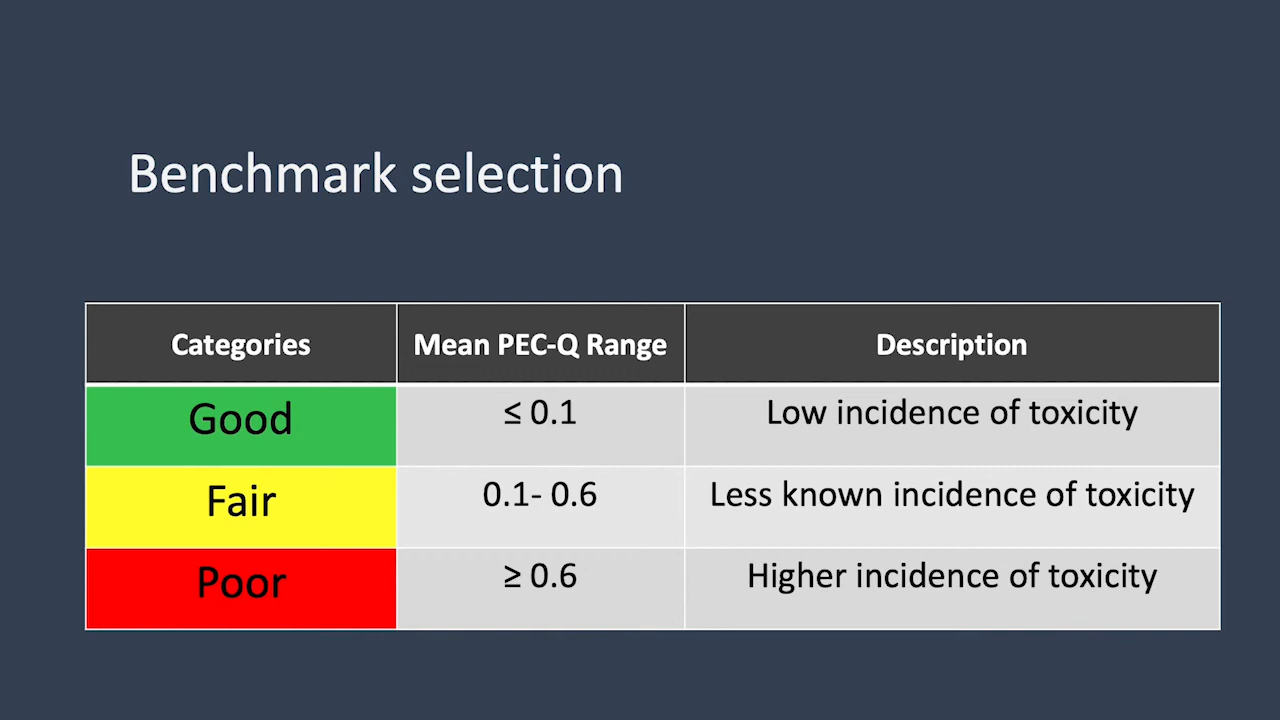 Benchmark selection
Categories Mean PEC-Q Range Description
Good ≤ 0.1 Low incidence of toxicity
Fair 0.1- 0.6 Less known incidence of toxicity
Poor ≥ 0.6 Higher incidence of toxicity